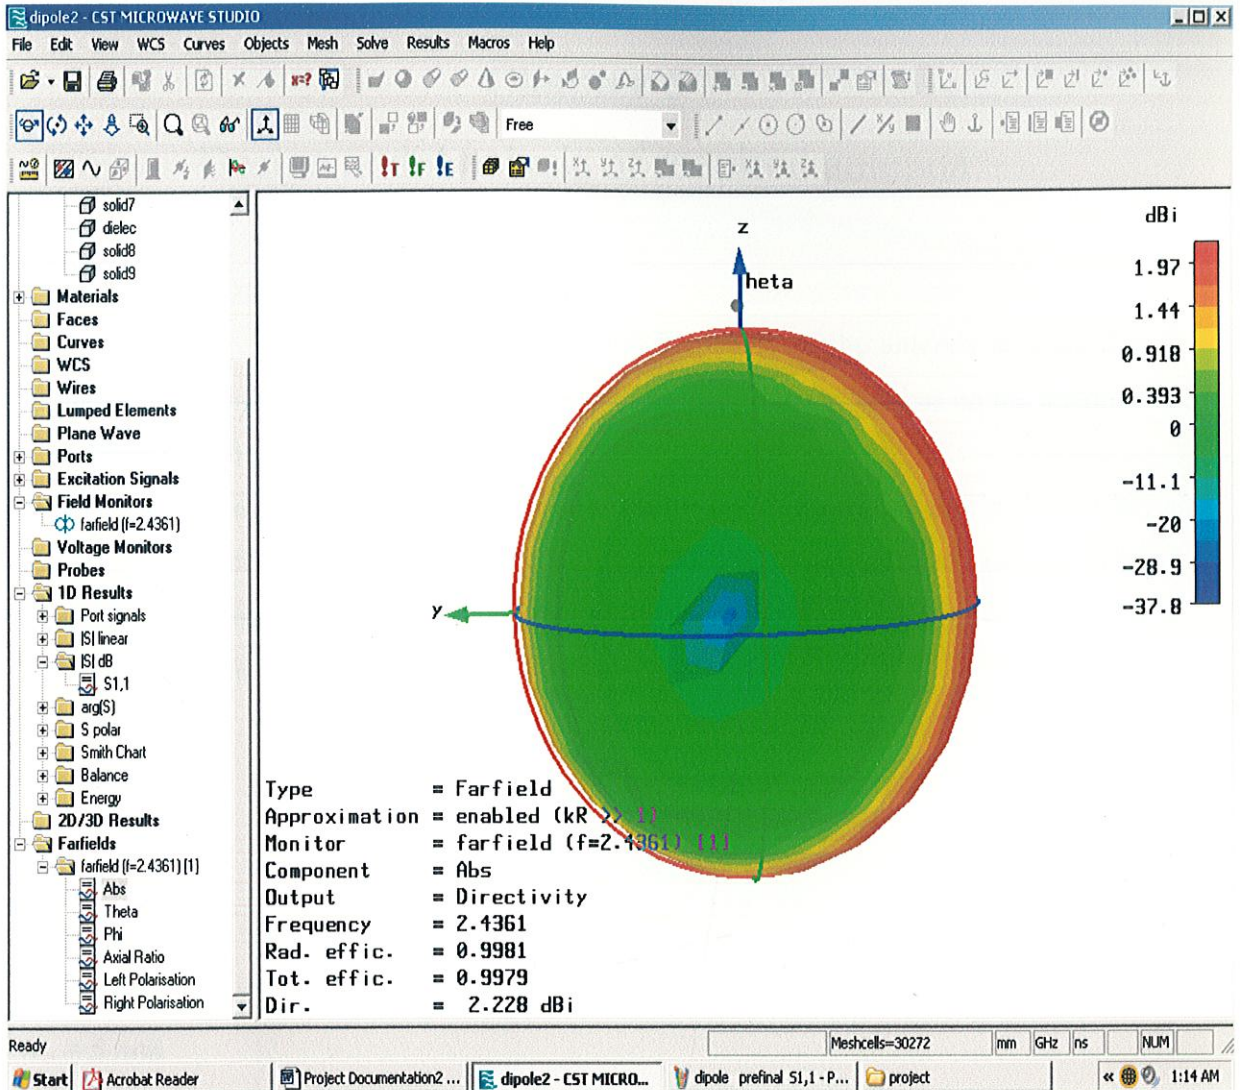 dipole2 - CST MICROWAVE STUDIO
File Edit View WCS Curves Objects Mesh Solve Results Macros Help
Free
solid7
dielec
solid8
solid9
Materials
Faces
Curves
WCS
Wires
Lumped Elements
Plane Wave
Ports
Excitation Signals
Field Monitors
farfield (f=2.4361)
Voltage Monitors
Probes
1D Results
Port signals
|S| linear
|S| dB
S1,1
arg(S)
S polar
Smith Chart
Balance
Energy
2D/3D Results
Farfields
farfield (f=2.4361) [1]
Abs
Theta
Phi
Axial Ratio
Left Polarisation
Right Polarisation
z
heta
y
dBi
1.97
1.44
0.918
0.393
0
-11.1
-20
-28.9
-37.8
Type = Farfield
Approximation = enabled (kR >> 1)
Monitor = farfield (f=2.4361) [1]
Component = Abs
Output = Directivity
Frequency = 2.4361
Rad. effic. = 0.9981
Tot. effic. = 0.9979
Dir. = 2.228 dBi
Ready Meshcells=30272 mm GHz ns NUM
Start Acrobat Reader Project Documentation2 ... dipole2 - CST MICRO... dipole prefinal S1,1 - P... project « 1:14 AM